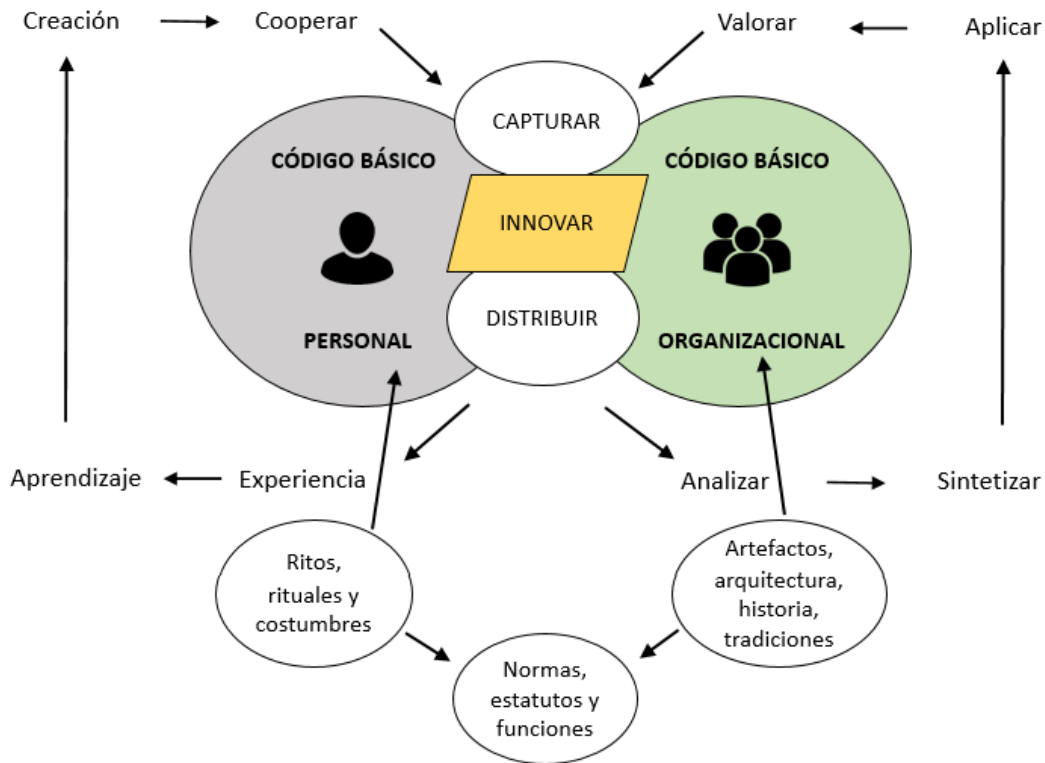 Creación
Cooperar
Valorar
Aplicar
CAPTURAR
CÓDIGO BÁSICO
CÓDIGO BÁSICO
INNOVAR
DISTRIBUIR
PERSONAL
ORGANIZACIONAL
Aprendizaje
Experiencia
Analizar
Sintetizar
Ritos,
rituales y
costumbres
Artefactos,
arquitectura,
historia,
tradiciones
Normas,
estatutos y
funciones